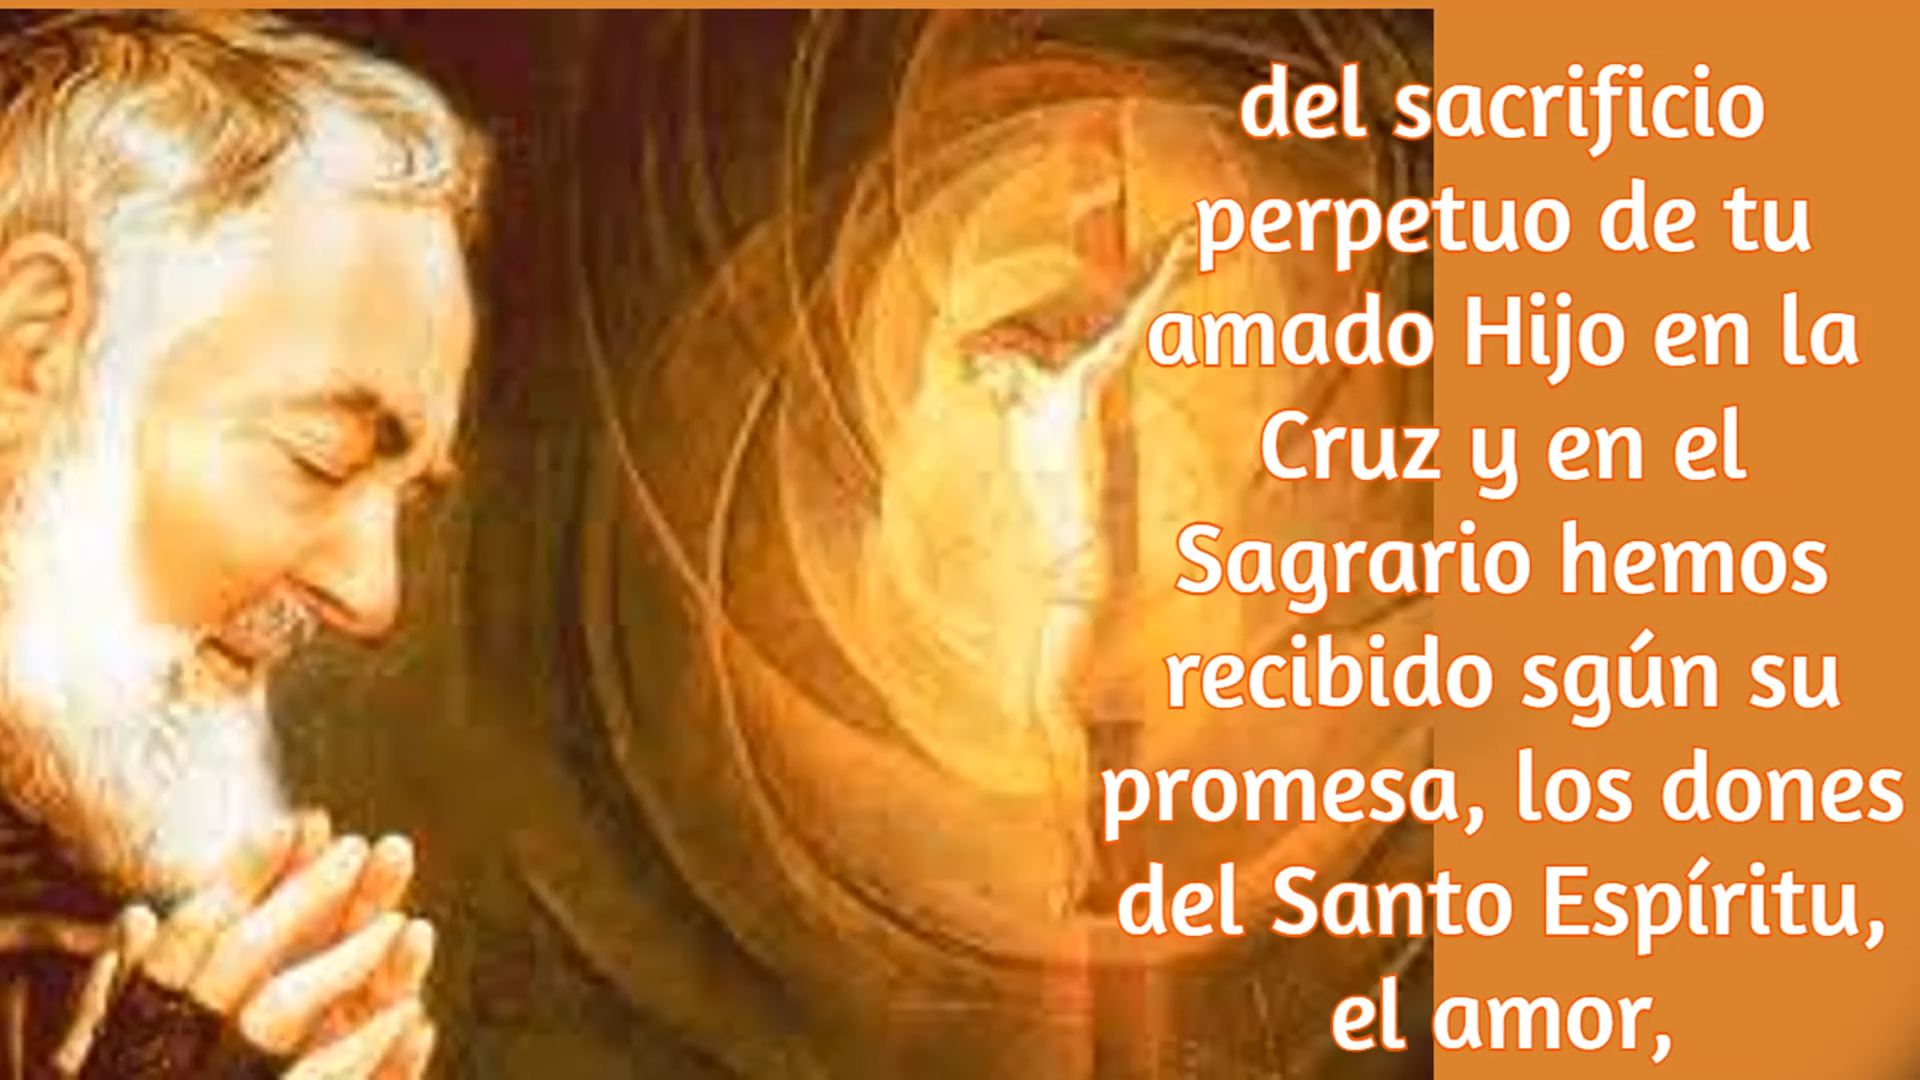 del sacrificio
perpetuo de tu
amado Hijo en la
Cruz y en el
Sagrario hemos
recibido sgún su
promesa, los dones
del Santo Espíritu,
el amor,